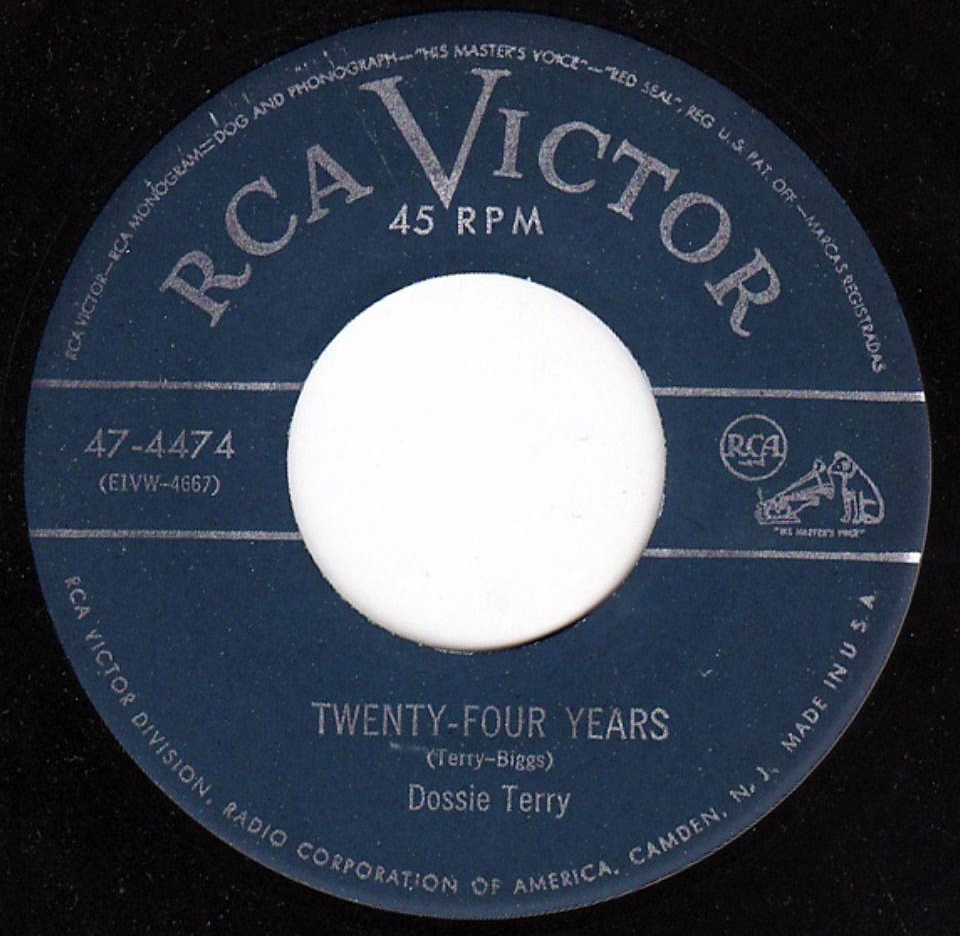 RCA VICTOR—RCA MONOGRAM—DOG AND PHONOGRAPH—"HIS MASTER'S VOICE"—"RED SEAL", REG U.S. PAT. OFF.—MARCAS REGISTRADAS
RCA VICTOR
45 RPM
47-4474
(E1VW-4667)
RCA
"HIS MASTER'S VOICE"
TWENTY-FOUR YEARS
(Terry-Biggs)
Dossie Terry
RCA VICTOR DIVISION, RADIO CORPORATION OF AMERICA, CAMDEN, N. J., MADE IN U S A